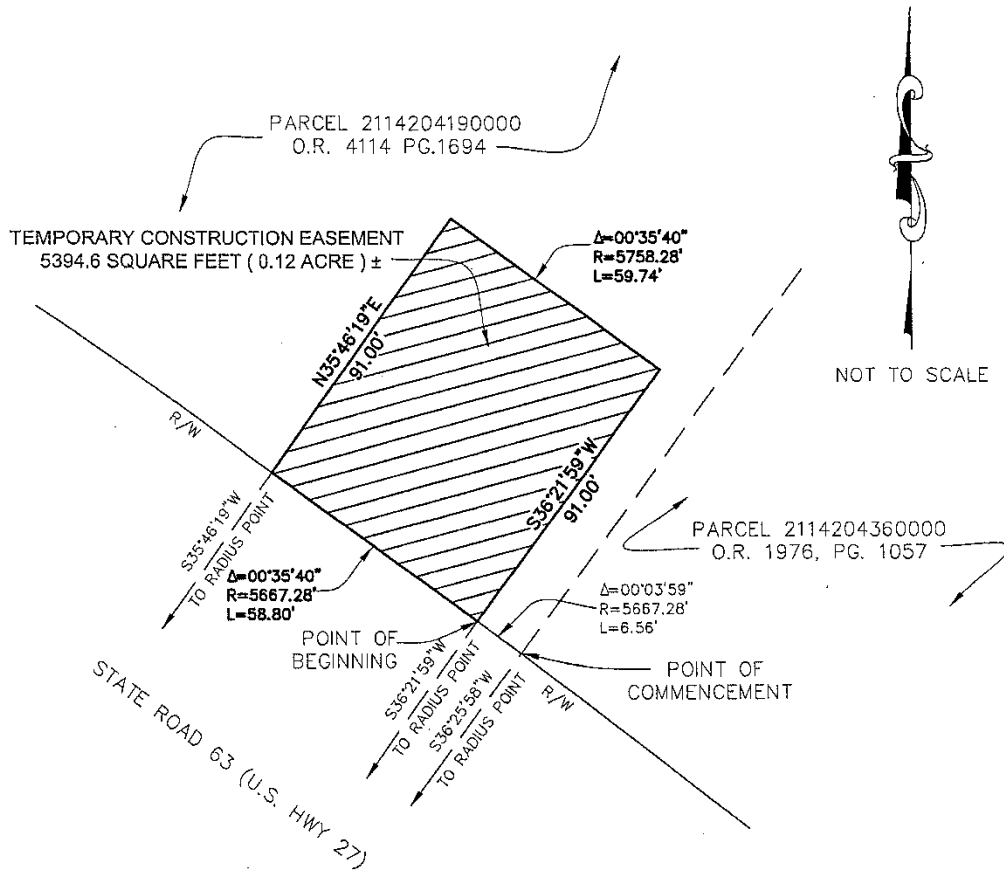 PARCEL 2114204190000
O.R. 4114 PG.1694
TEMPORARY CONSTRUCTION EASEMENT
5394.6 SQUARE FEET ( 0.12 ACRE ) ±
Δ=00°35'40"
R=5758.28'
L=59.74'
NOT TO SCALE
N35°46'19"E
91.00'
R/W
S36°21'59"W
91.00'
S35°46'19"W
TO RADIUS POINT
PARCEL 2114204360000
O.R. 1976, PG. 1057
Δ=00°35'40"
R=5667.28'
L=58.80'
Δ=00°03'59"
R=5667.28'
L=6.56'
POINT OF
BEGINNING
S36°21'59"W
TO RADIUS POINT
S36°25'58"W
TO RADIUS POINT
R/W
POINT OF
COMMENCEMENT
STATE ROAD 63 (U.S. HWY 27)